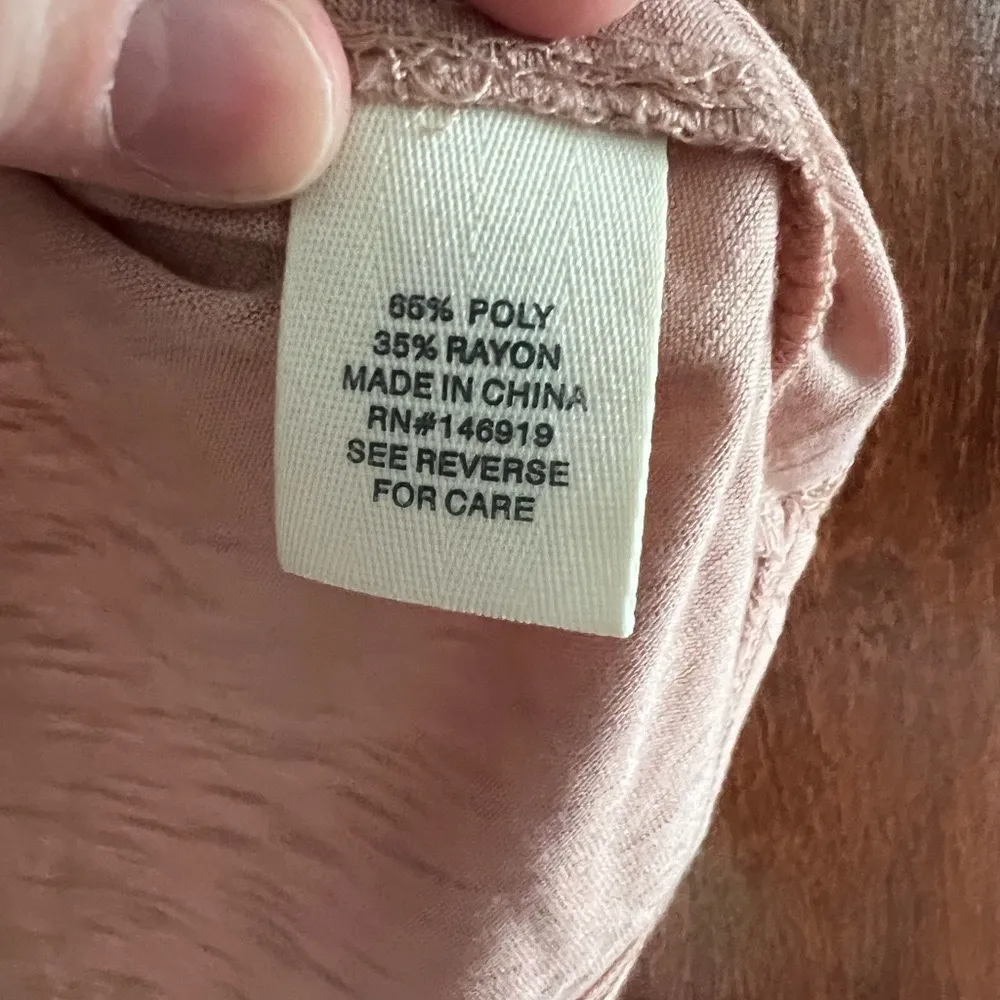 65% POLY
35% RAYON
MADE IN CHINA
RN#146919
SEE REVERSE
FOR CARE